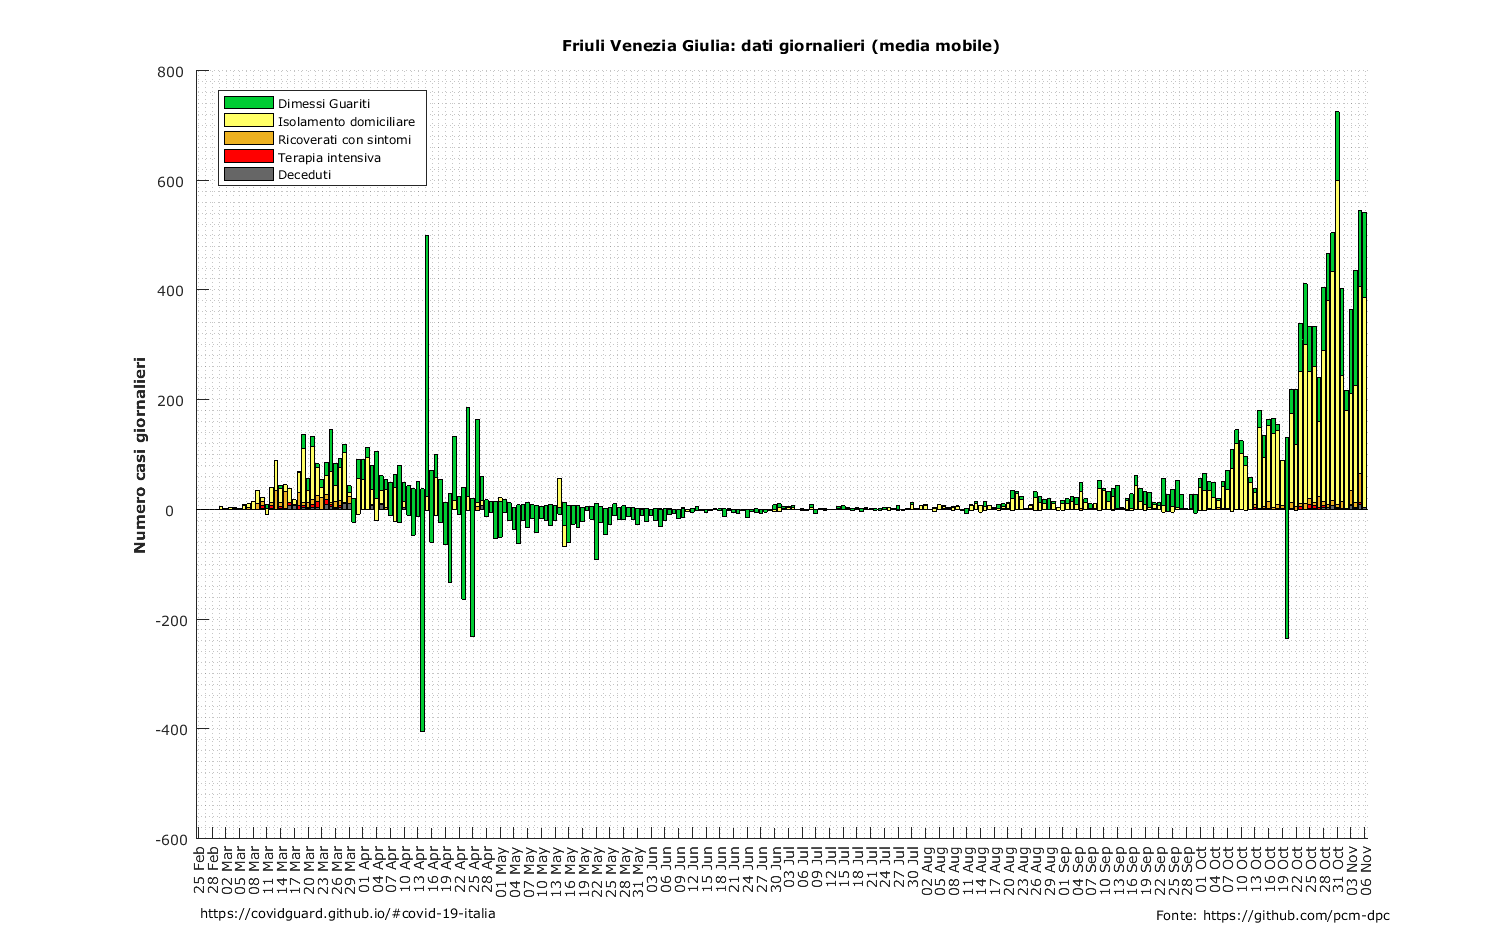 Friuli Venezia Giulia: dati giornalieri (media mobile)
800
600
400
200
0
-200
-400
-600
Numero casi giornalieri
Dimessi Guariti
Isolamento domiciliare
Ricoverati con sintomi
Terapia intensiva
Deceduti
25 Feb
28 Feb
02 Mar
05 Mar
08 Mar
11 Mar
14 Mar
17 Mar
20 Mar
23 Mar
26 Mar
29 Mar
01 Apr
04 Apr
07 Apr
10 Apr
13 Apr
16 Apr
19 Apr
22 Apr
25 Apr
28 Apr
01 May
04 May
07 May
10 May
13 May
16 May
19 May
22 May
25 May
28 May
31 May
03 Jun
06 Jun
09 Jun
12 Jun
15 Jun
18 Jun
21 Jun
24 Jun
27 Jun
30 Jun
03 Jul
06 Jul
09 Jul
12 Jul
15 Jul
18 Jul
21 Jul
24 Jul
27 Jul
30 Jul
02 Aug
05 Aug
08 Aug
11 Aug
14 Aug
17 Aug
20 Aug
23 Aug
26 Aug
29 Aug
01 Sep
04 Sep
07 Sep
10 Sep
13 Sep
16 Sep
19 Sep
22 Sep
25 Sep
28 Sep
01 Oct
04 Oct
07 Oct
10 Oct
13 Oct
16 Oct
19 Oct
22 Oct
25 Oct
28 Oct
31 Oct
03 Nov
06 Nov
https://covidguard.github.io/#covid-19-italia
Fonte: https://github.com/pcm-dpc